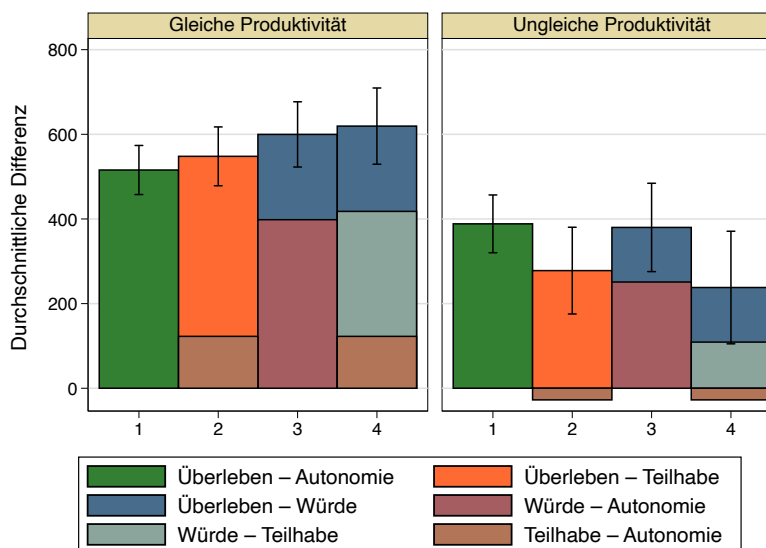 Gleiche Produktivität
Ungleiche Produktivität
Durchschnittliche Differenz
800
600
400
200
0
1 2 3 4
1 2 3 4
Überleben – Autonomie
Überleben – Teilhabe
Überleben – Würde
Würde – Autonomie
Würde – Teilhabe
Teilhabe – Autonomie